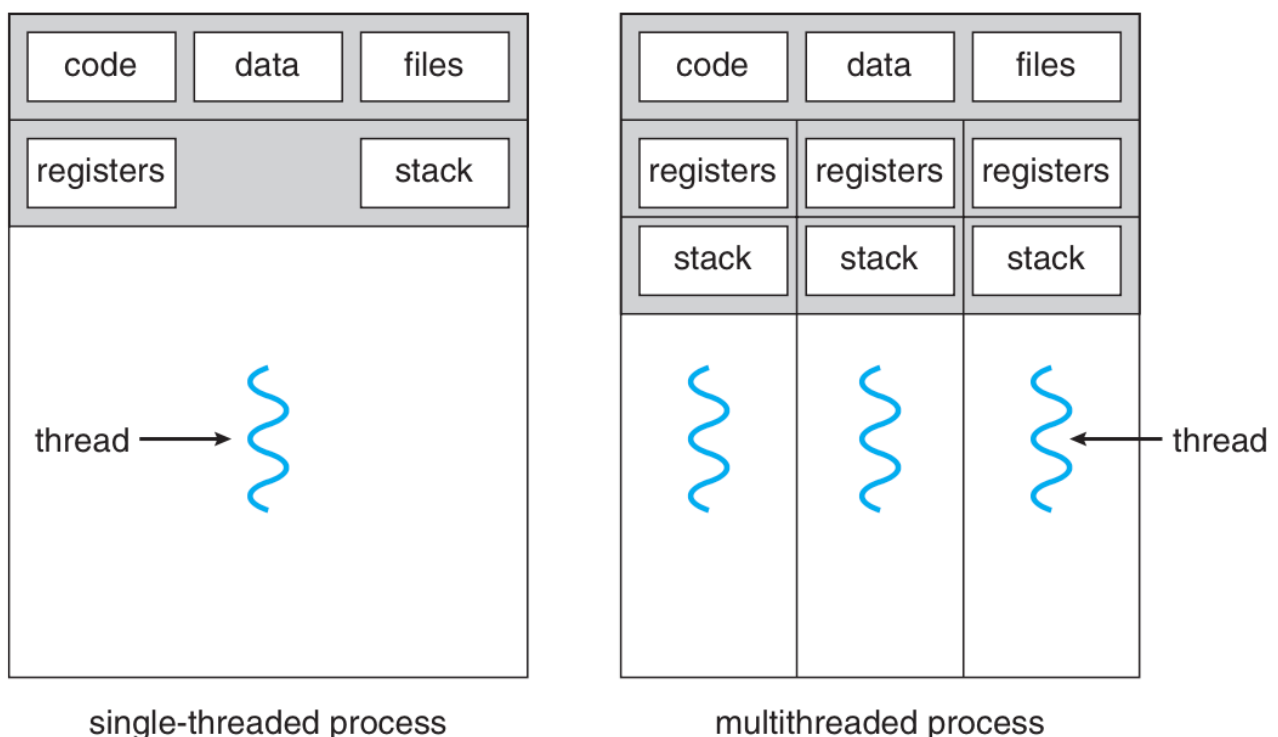 code data files
registers stack
thread
single-threaded process
code data files
registers registers registers
stack stack stack
thread
multithreaded process